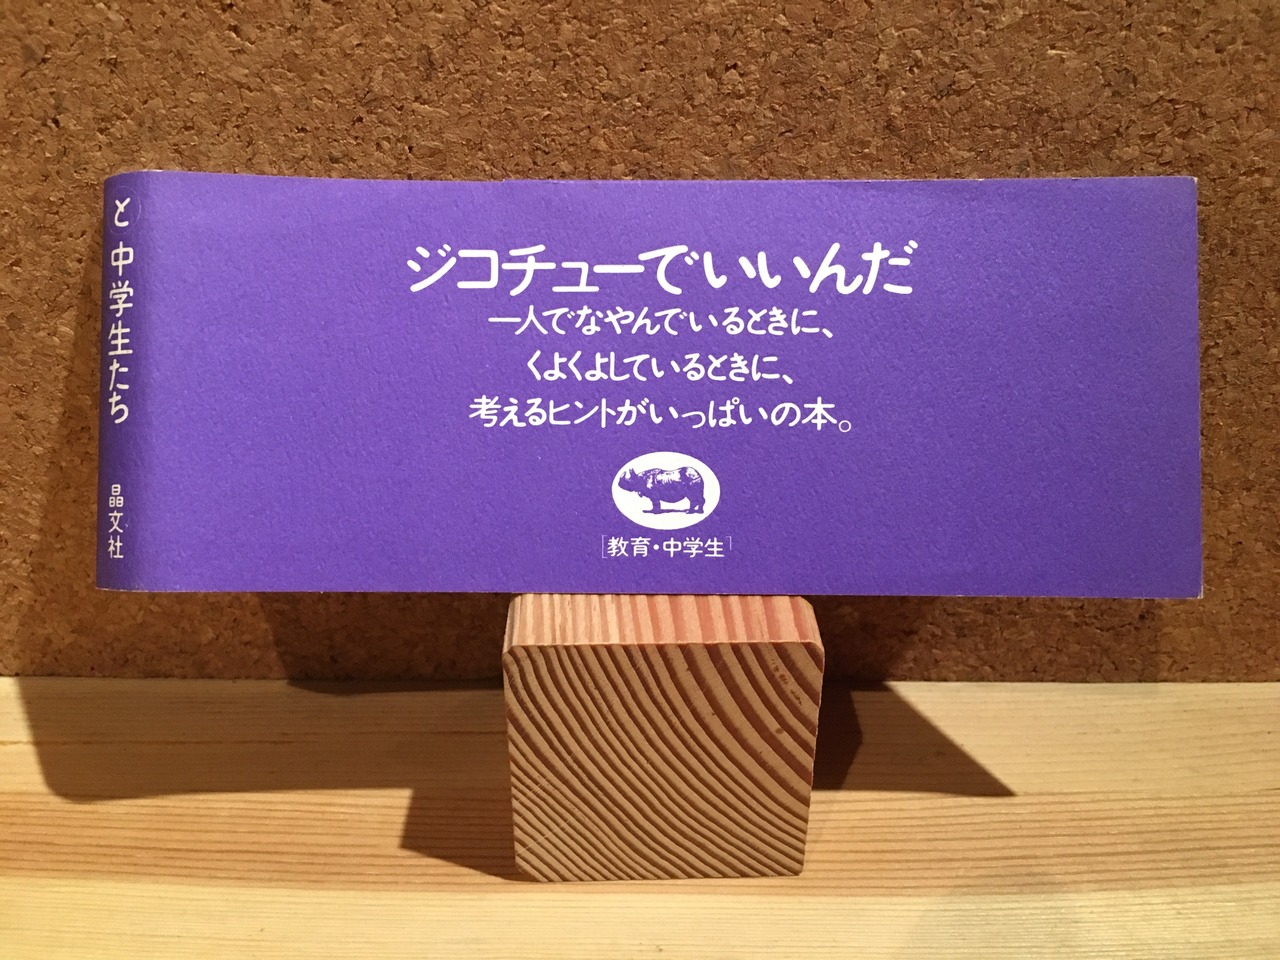 と中学生たち
晶文社
ジコチューでいいんだ
一人でなやんでいるときに、
くよくよしているときに、
考えるヒントがいっぱいの本。
[教育・中学生]